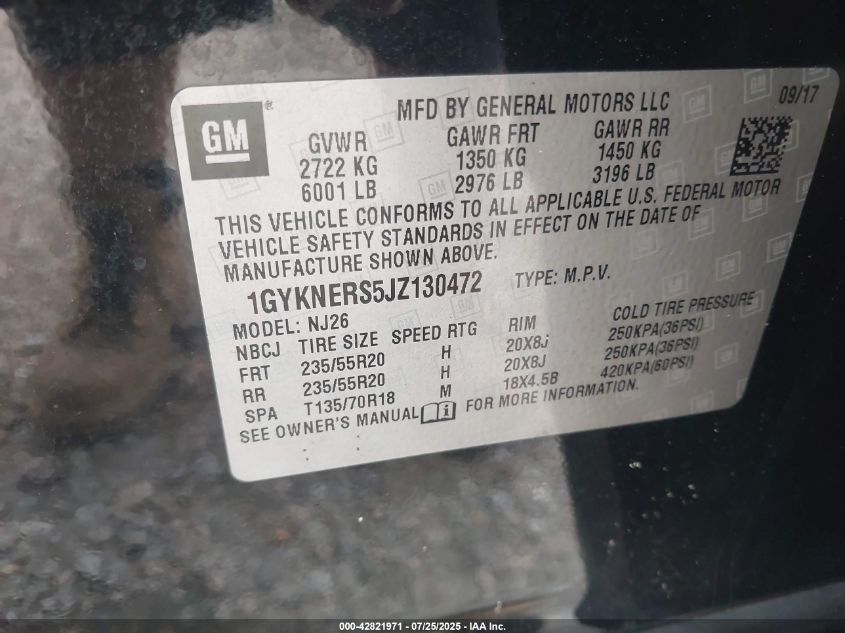 GM ®
MFD BY GENERAL MOTORS LLC
09/17
GVWR GAWR FRT GAWR RR
2722 KG 1350 KG 1450 KG
6001 LB 2976 LB 3196 LB
THIS VEHICLE CONFORMS TO ALL APPLICABLE U.S. FEDERAL MOTOR
VEHICLE SAFETY STANDARDS IN EFFECT ON THE DATE OF
MANUFACTURE SHOWN ABOVE.
1GYKNERS5JZ130472 TYPE: M.P.V.
MODEL: NJ26
NBCJ TIRE SIZE SPEED RTG RIM COLD TIRE PRESSURE
FRT 235/55R20 H 20X8J 250KPA(36PSI)
RR 235/55R20 H 20X8J 250KPA(36PSI)
SPA T135/70R18 M 18X4.5B 420KPA(60PSI)
SEE OWNER'S MANUAL FOR MORE INFORMATION.
000-42821971 - 07/25/2025 - IAA Inc.